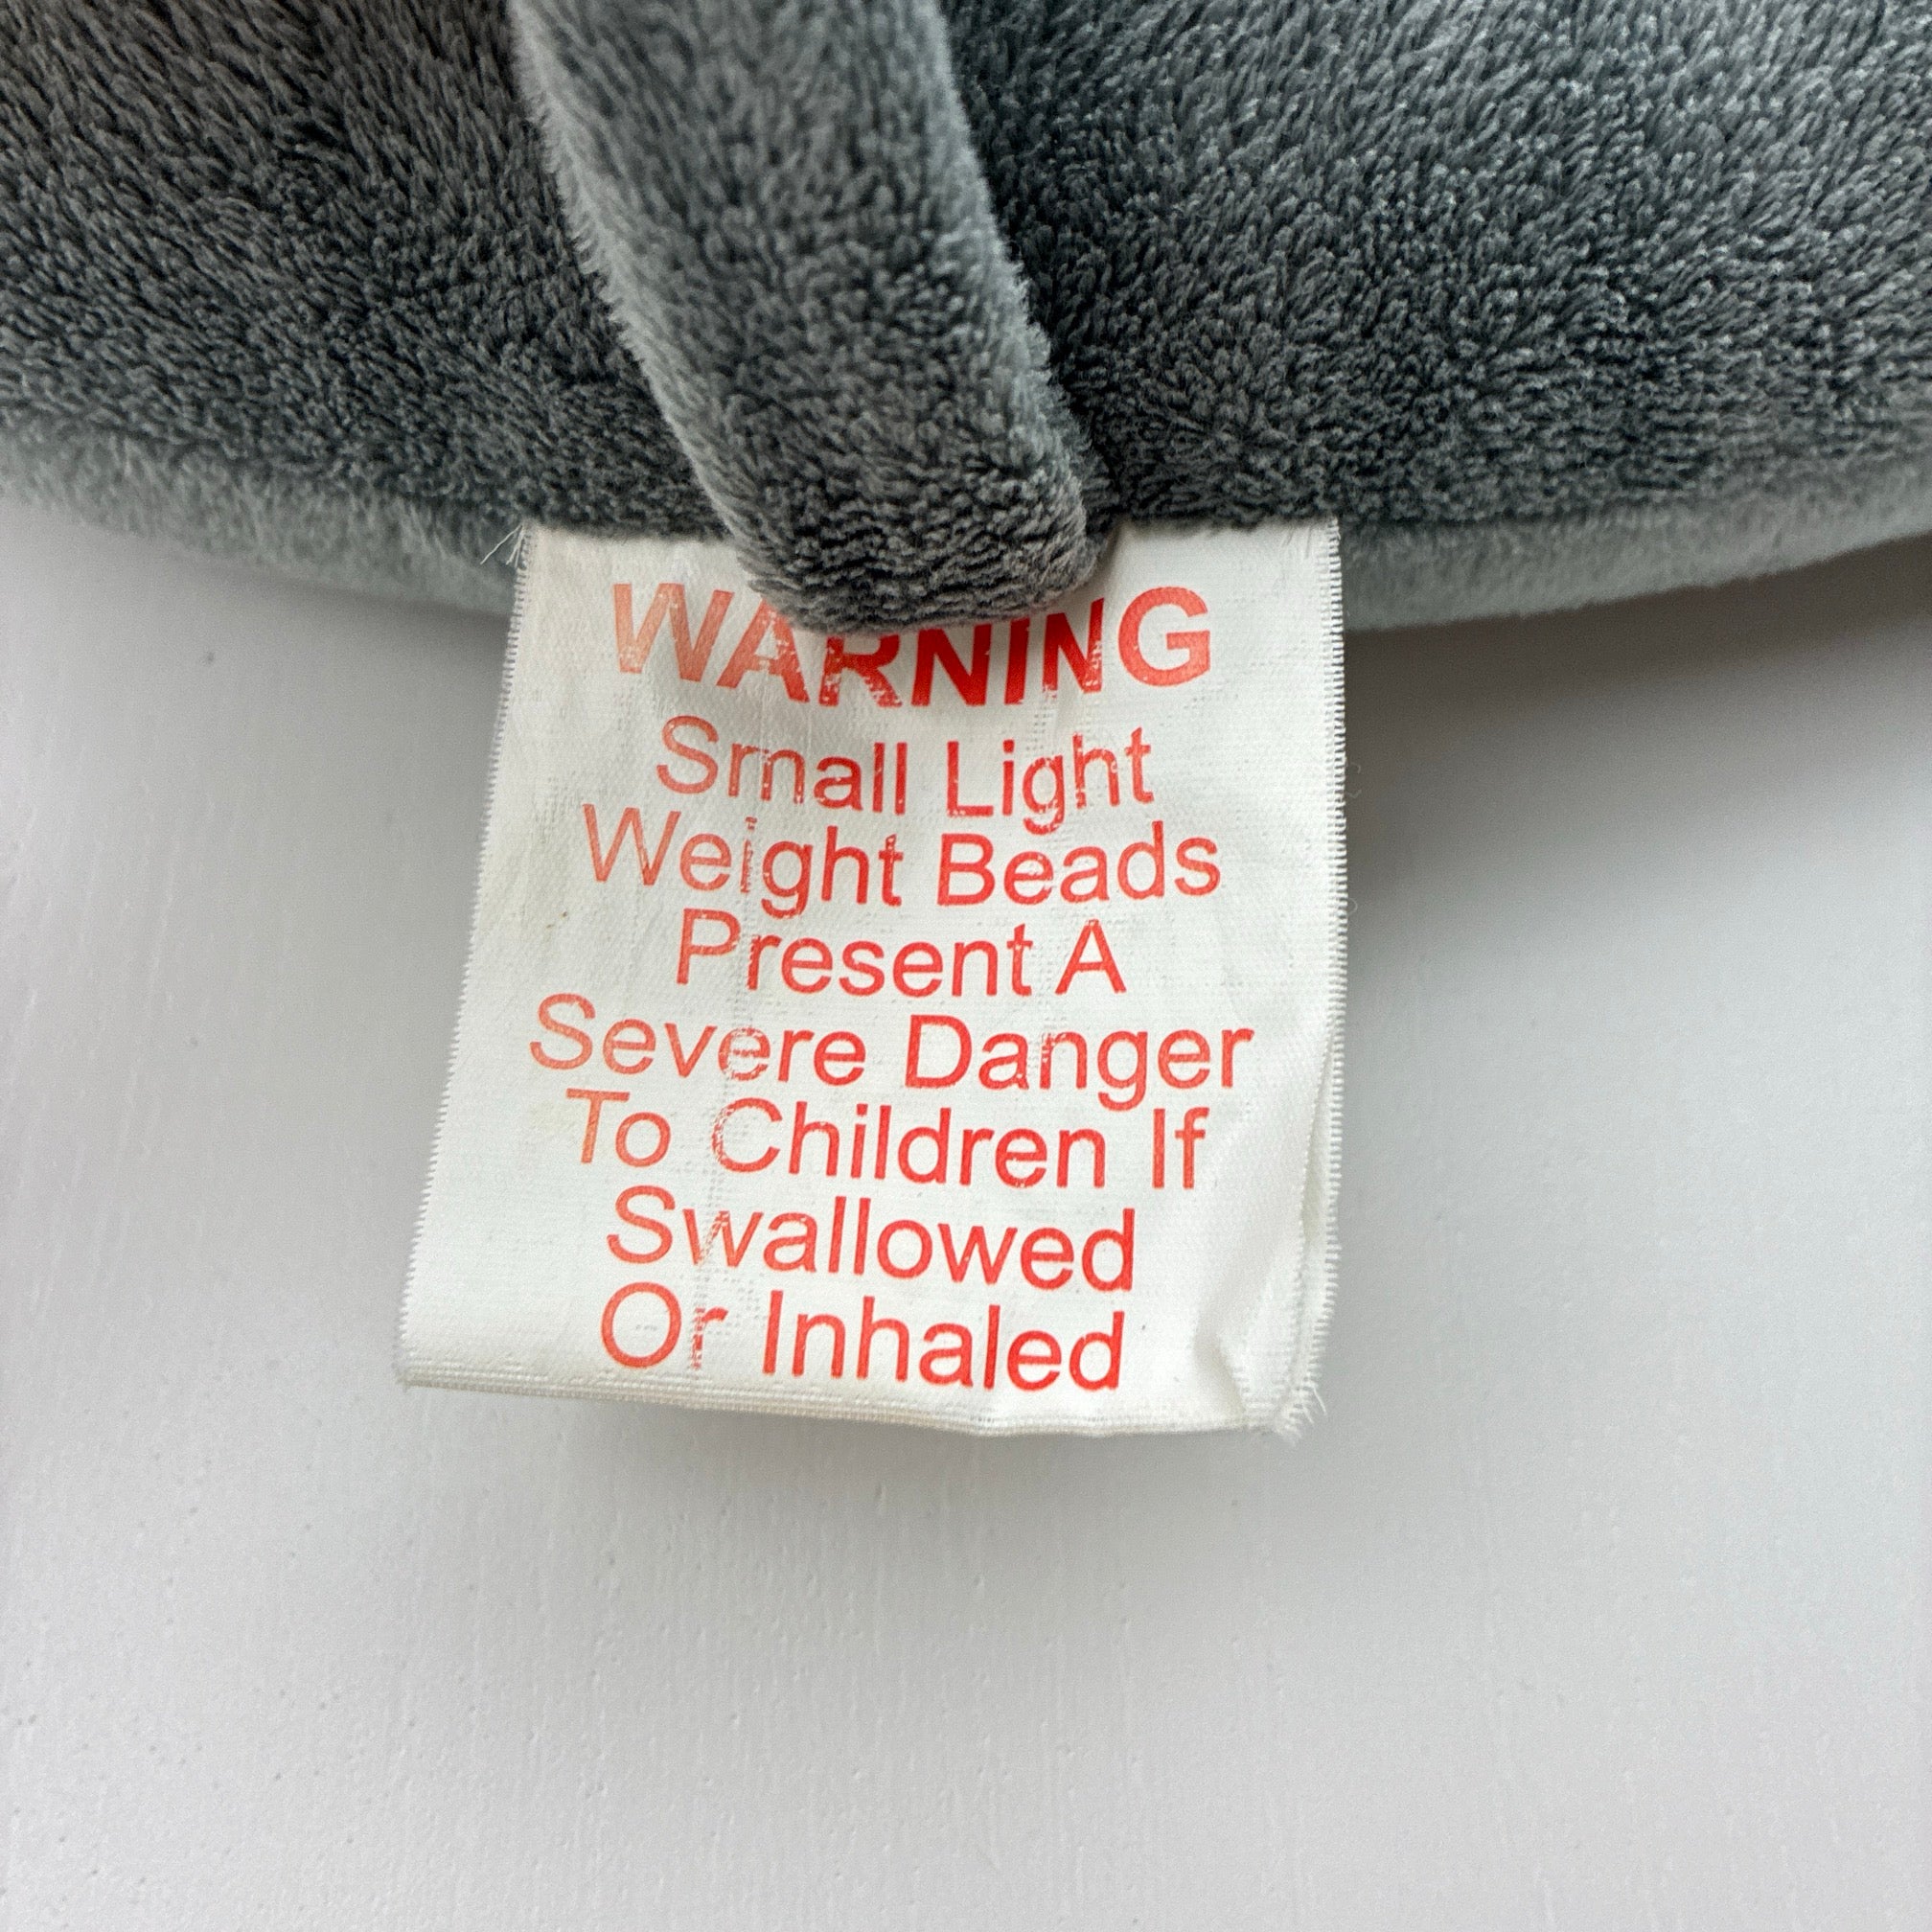 WARNING
Small Light
Weight Beads
Present A
Severe Danger
To Children If
Swallowed
Or Inhaled